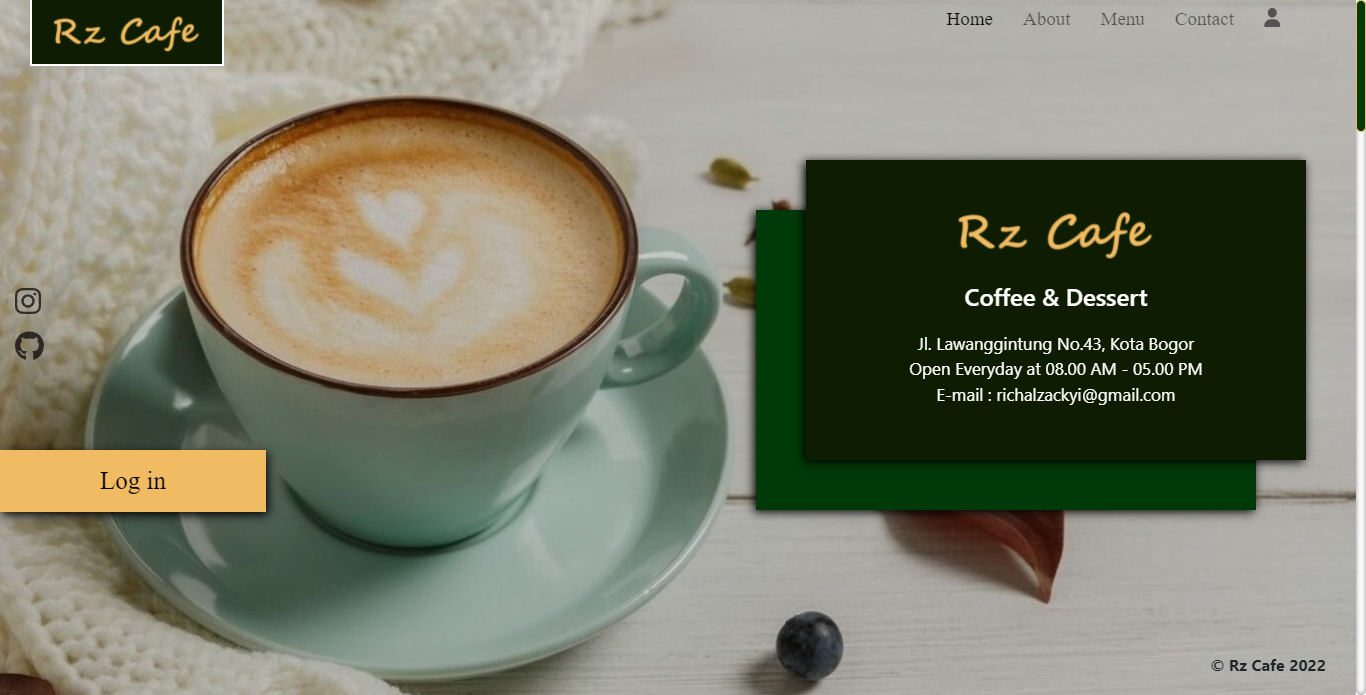 Rz Cafe
Home About Menu Contact
Rz Cafe
Coffee & Dessert
Jl. Lawanggintung No.43, Kota Bogor
Open Everyday at 08.00 AM - 05.00 PM
E-mail : richalzackyi@gmail.com
Log in
© Rz Cafe 2022